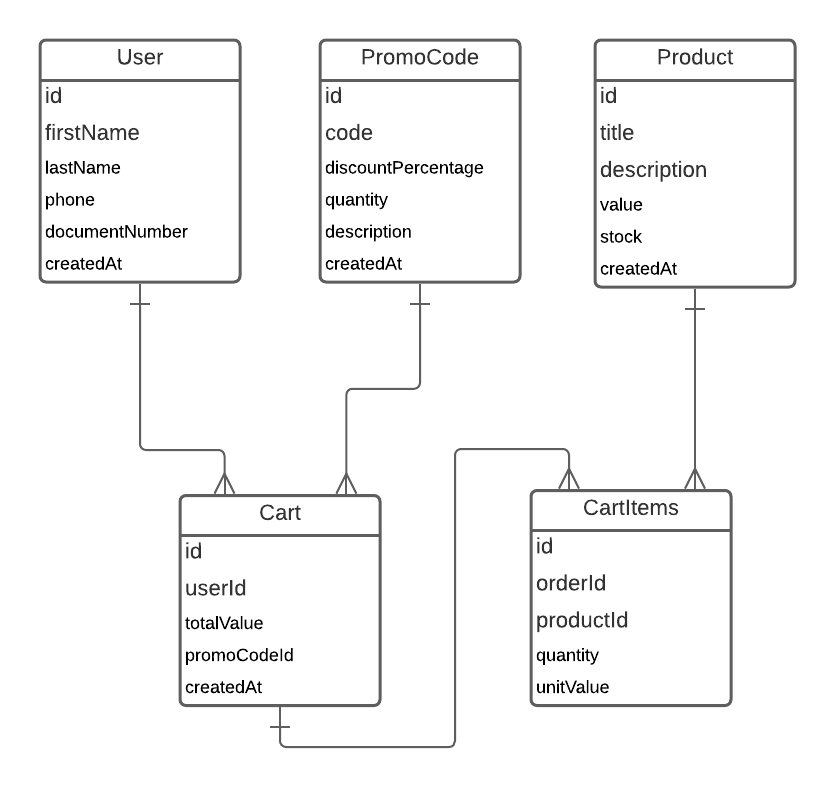 User
id
firstName
lastName
phone
documentNumber
createdAt
PromoCode
id
code
discountPercentage
quantity
description
createdAt
Product
id
title
description
value
stock
createdAt
Cart
id
userId
totalValue
promoCodeId
createdAt
CartItems
id
orderId
productId
quantity
unitValue